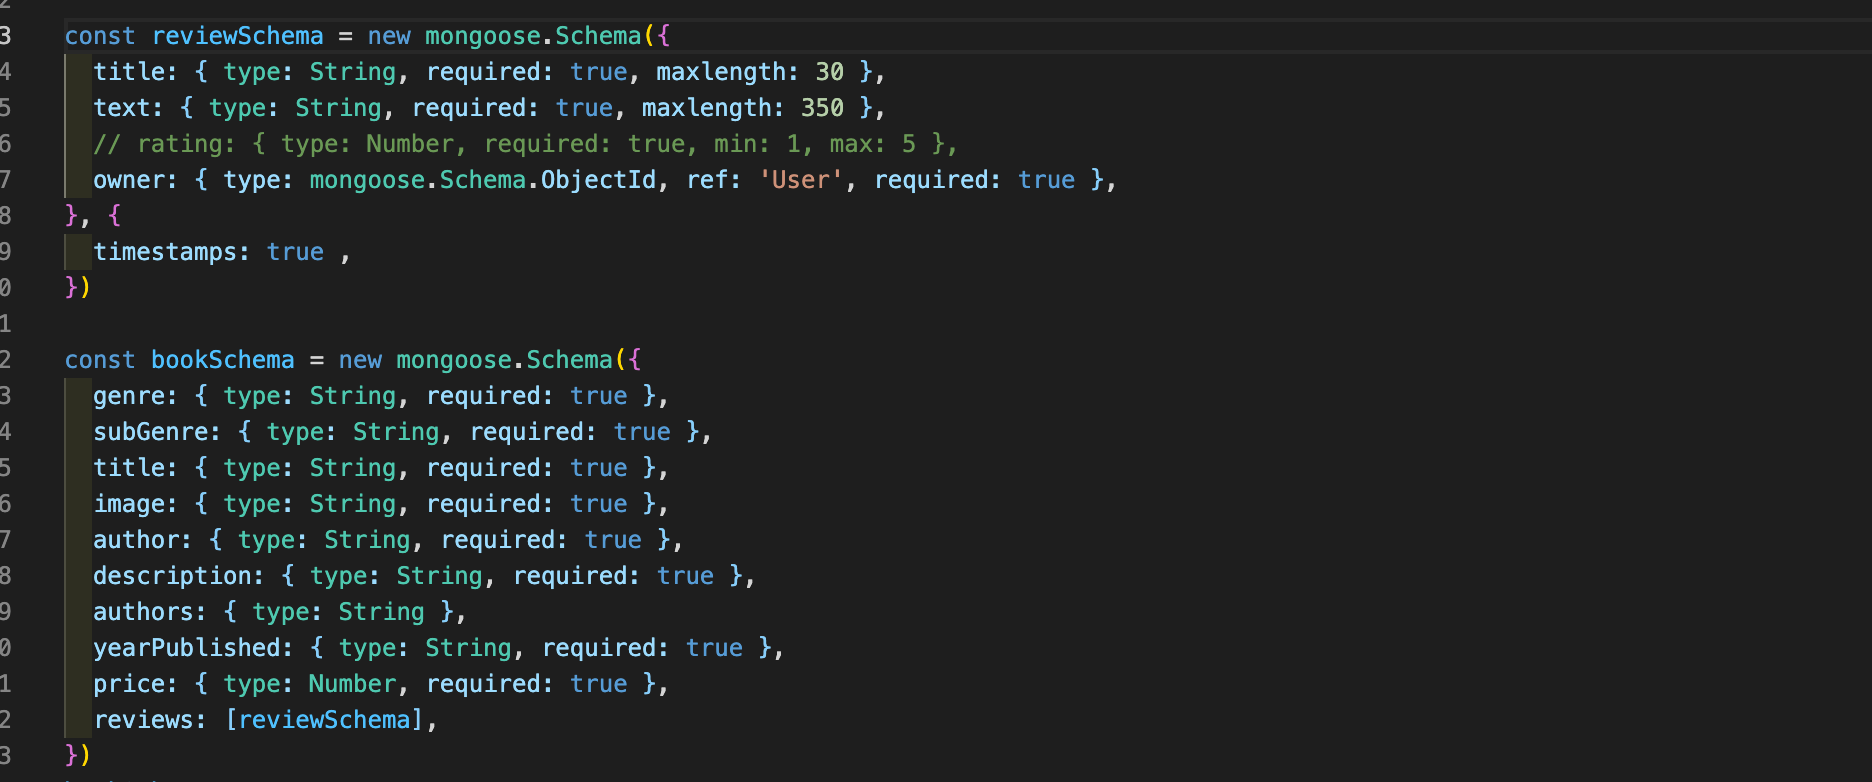 3 const reviewSchema = new mongoose.Schema({
4 title: { type: String, required: true, maxlength: 30 },
5 text: { type: String, required: true, maxlength: 350 },
6 // rating: { type: Number, required: true, min: 1, max: 5 },
7 owner: { type: mongoose.Schema.ObjectId, ref: 'User', required: true },
8 }, {
9 timestamps: true ,
0 })
1
2 const bookSchema = new mongoose.Schema({
3 genre: { type: String, required: true },
4 subGenre: { type: String, required: true },
5 title: { type: String, required: true },
6 image: { type: String, required: true },
7 author: { type: String, required: true },
8 description: { type: String, required: true },
9 authors: { type: String },
0 yearPublished: { type: String, required: true },
1 price: { type: Number, required: true },
2 reviews: [reviewSchema],
3 })